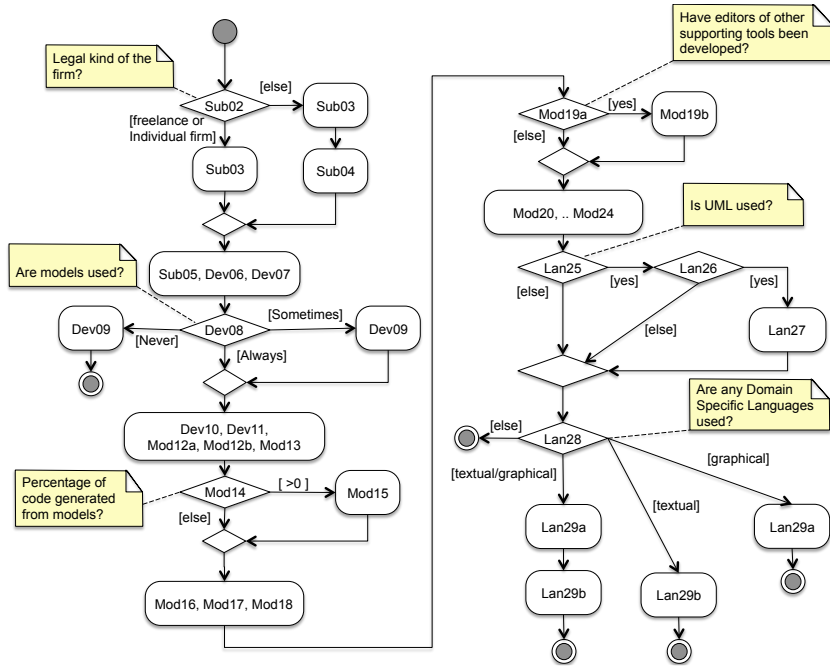 Legal kind of the
firm?
Sub02
[else]
Sub03
[freelance or
Individual firm]
Sub03
Sub04
Are models used?
Sub05, Dev06, Dev07
Dev09
[Never]
Dev08
[Sometimes]
Dev09
[Always]
Dev10, Dev11,
Mod12a, Mod12b, Mod13
Percentage of
code generated
from models?
Mod14
[ >0 ]
Mod15
[else]
Mod16, Mod17, Mod18
Have editors of other
supporting tools been
developed?
Mod19a
[yes]
Mod19b
[else]
Mod20, .. Mod24
Is UML used?
Lan25
[yes]
Lan26
[else]
[yes]
[else]
Lan27
Are any Domain
Specific Languages
used?
[else]
Lan28
[textual/graphical]
[graphical]
[textual]
Lan29a
Lan29a
Lan29b
Lan29b